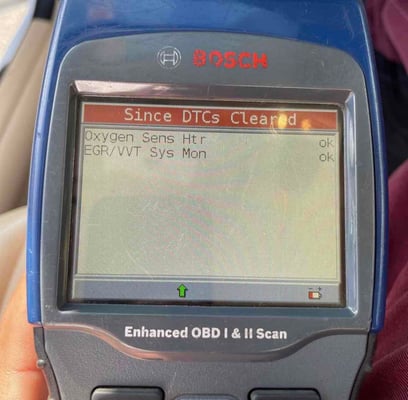 BOSCH
Since DTCs Cleared
Oxygen Sens Htr ok
EGR/VVT Sys Mon ok
Enhanced OBD I & II Scan